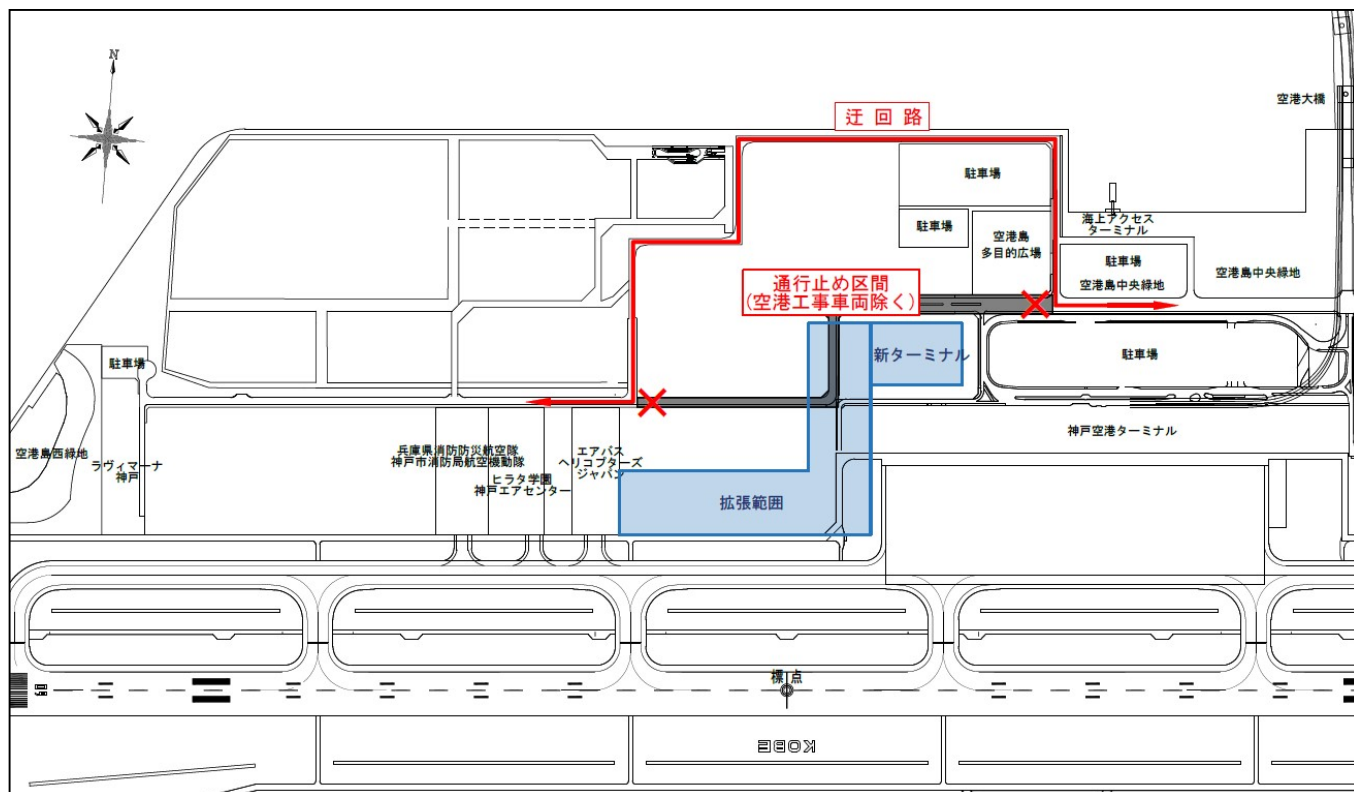 N
空港大橋
迂回路
駐車場
駐車場
空港島
多目的広場
海上アクセス
ターミナル
駐車場
空港島中央緑地
空港島中央緑地
通行止め区間
(空港工事車両除く)
新ターミナル
駐車場
駐車場
神戸空港ターミナル
空港島西緑地
ラヴィマーナ
神戸
兵庫県消防防災航空隊
神戸市消防局航空機動隊
ヒラタ学園
神戸エアセンター
エアバス
ヘリコプターズ
ジャパン
拡張範囲
標点
KOBE